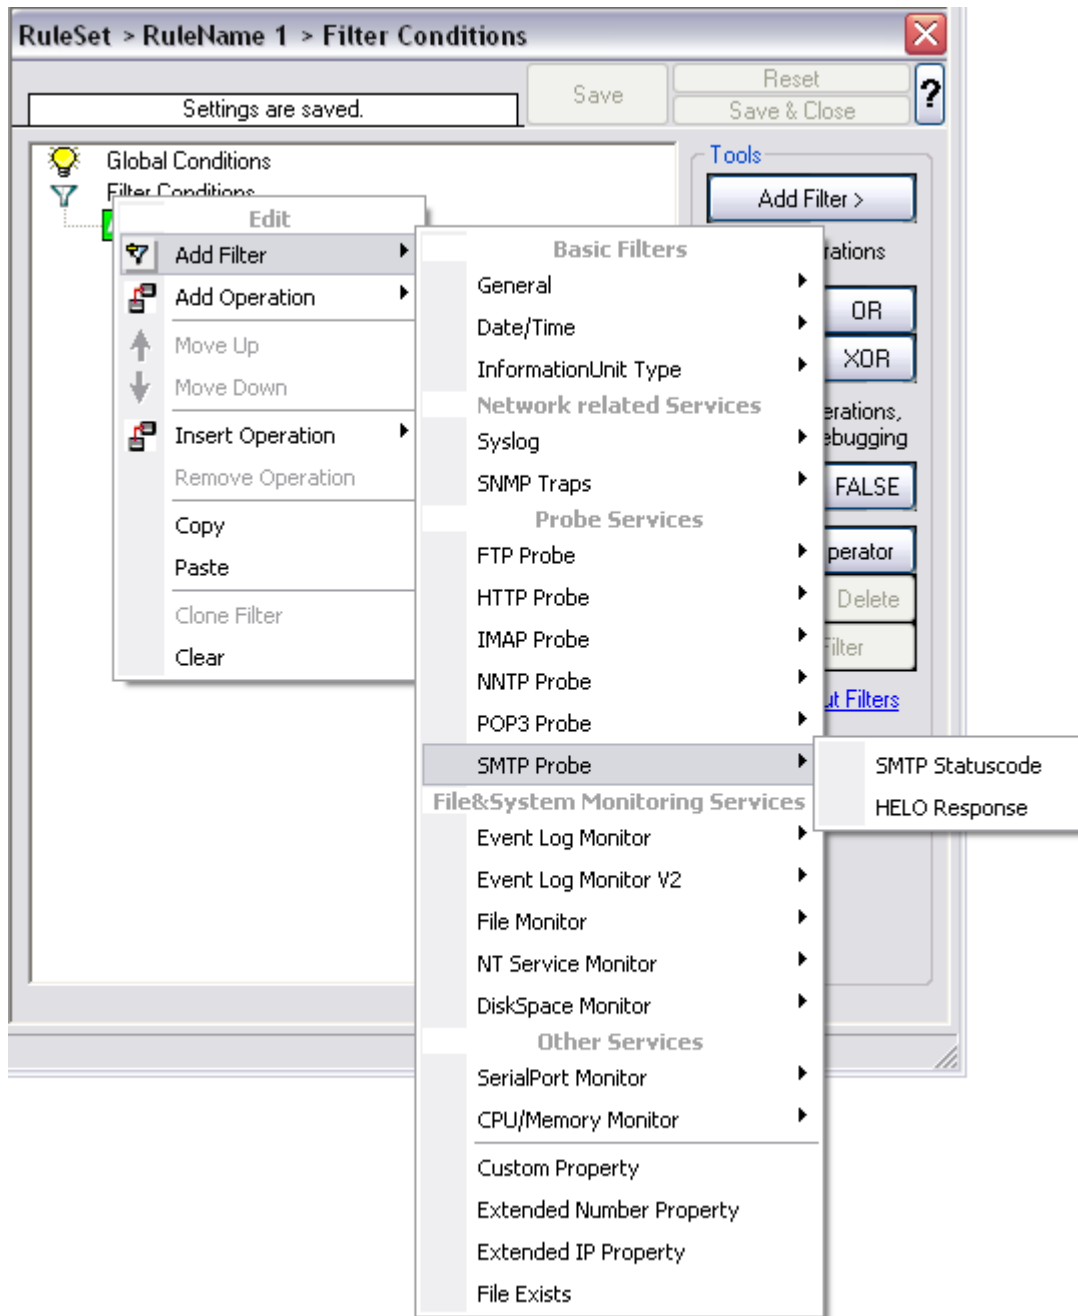 RuleSet > RuleName 1 > Filter Conditions
Save
Reset
Save & Close
?
Settings are saved.
Global Conditions
Filter Conditions
Tools
Add Filter >
OR
XOR
FALSE
Delete
Filter
Filters
Edit
Add Filter
Add Operation
Move Up
Move Down
Insert Operation
Remove Operation
Copy
Paste
Clone Filter
Clear
Basic Filters
General
Date/Time
InformationUnit Type
Network related Services
Syslog
SNMP Traps
Probe Services
FTP Probe
HTTP Probe
IMAP Probe
NNTP Probe
POP3 Probe
SMTP Probe
File&System Monitoring Services
Event Log Monitor
Event Log Monitor V2
File Monitor
NT Service Monitor
DiskSpace Monitor
Other Services
SerialPort Monitor
CPU/Memory Monitor
Custom Property
Extended Number Property
Extended IP Property
File Exists
SMTP Statuscode
HELO Response